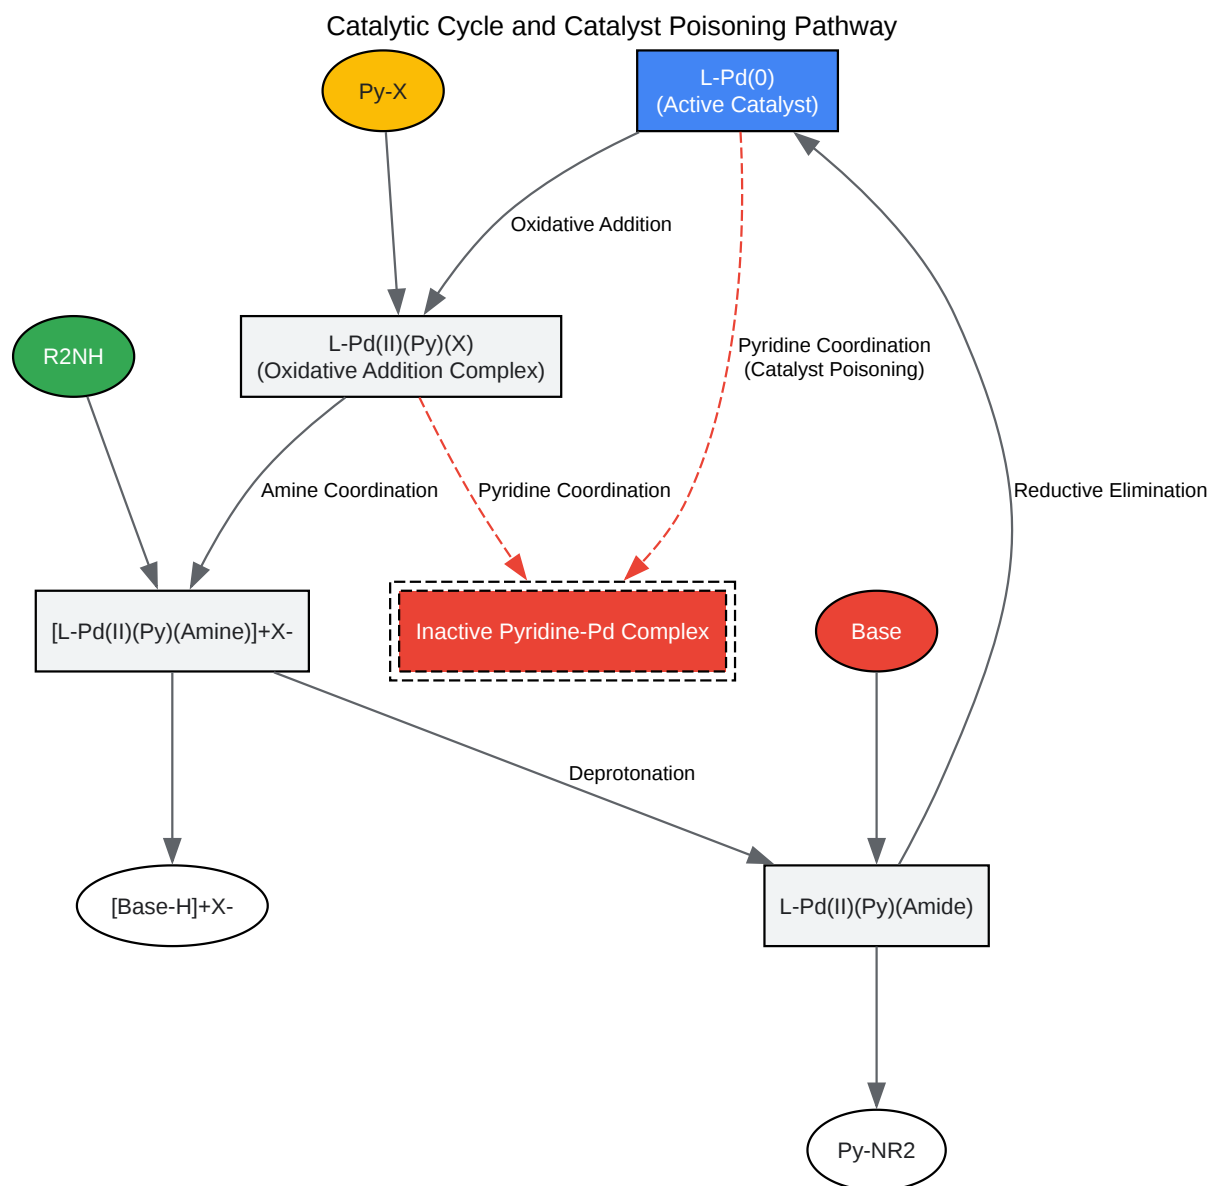 Catalytic Cycle and Catalyst Poisoning Pathway
Py-X
L-Pd(0)
(Active Catalyst)
Oxidative Addition
R2NH
L-Pd(II)(Py)(X)
(Oxidative Addition Complex)
Pyridine Coordination
(Catalyst Poisoning)
Amine Coordination
Pyridine Coordination
Reductive Elimination
[L-Pd(II)(Py)(Amine)]+X-
Inactive Pyridine-Pd Complex
Base
Deprotonation
[Base-H]+X-
L-Pd(II)(Py)(Amide)
Py-NR2